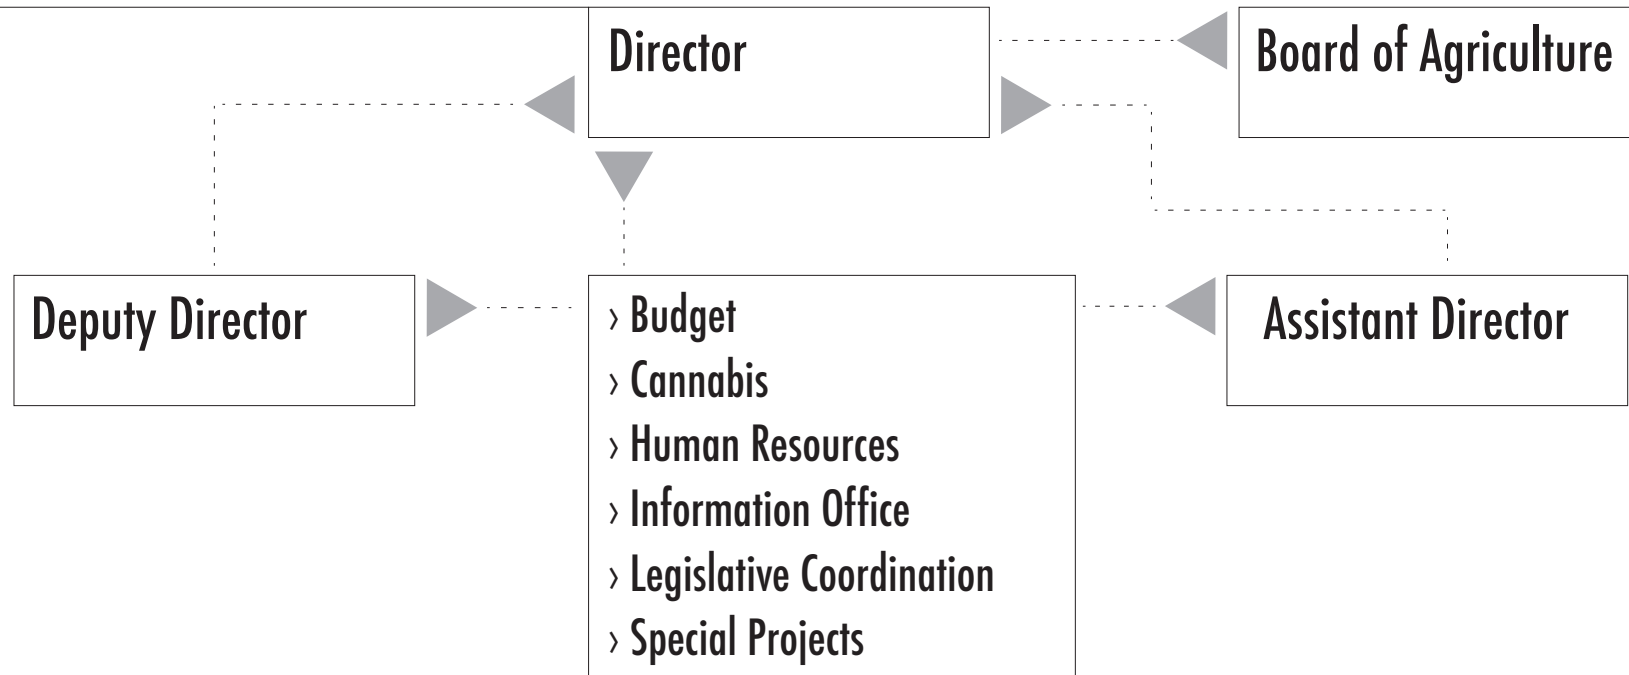 Director
Board of Agriculture
Deputy Director
› Budget
› Cannabis
› Human Resources
› Information Office
› Legislative Coordination
› Special Projects
Assistant Director